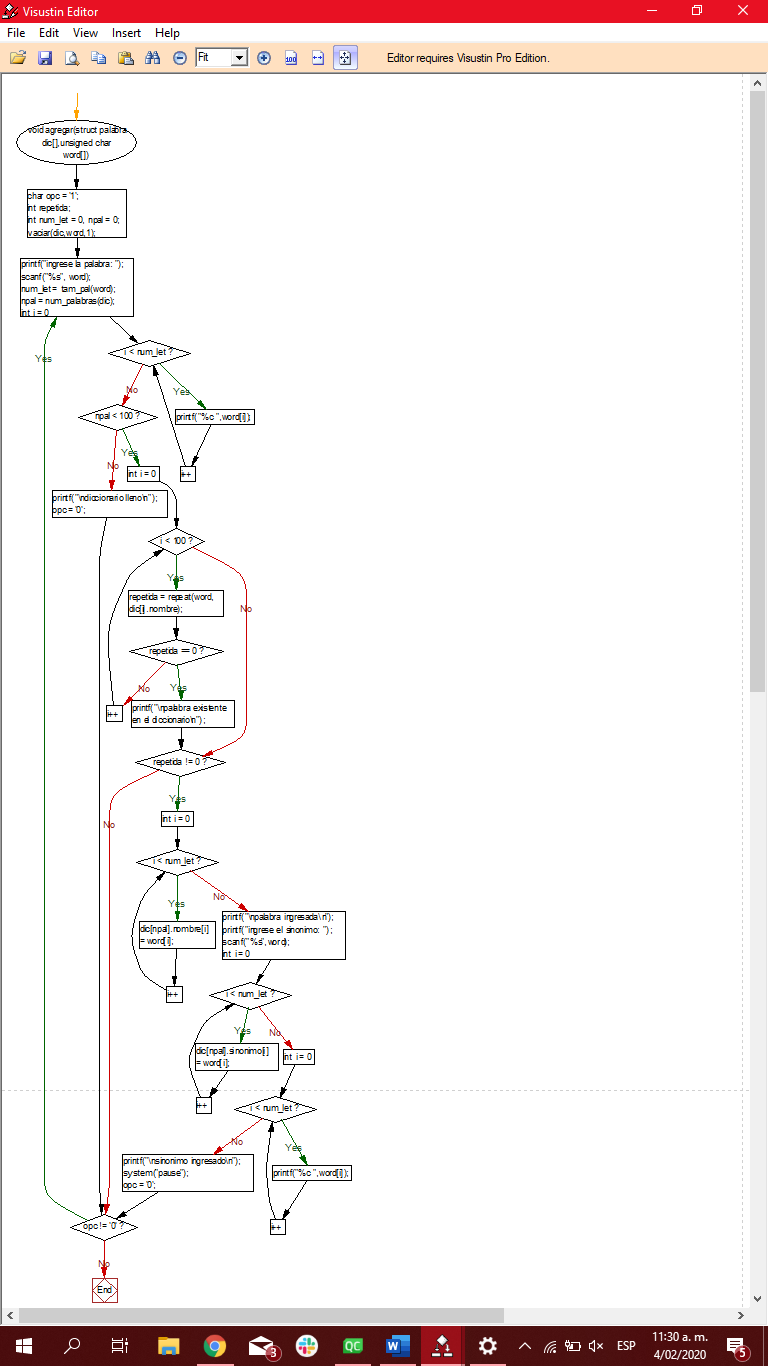 Visustin Editor
File Edit View Insert Help
Fit
100
Editor requires Visustin Pro Edition.
void agregar(struct palabra
dic[],unsigned char
word[])
char opc = '1';
int repetida;
int num_let = 0, npal = 0;
vaciar(dic,word,1);
printf("ingrese la palabra: ");
scanf("%s", word);
num_let = tam_pal(word);
npal = num_palabras(dic);
int i = 0
Yes
i < num_let ?
No
Yes
npal < 100 ?
printf("%c ",word[i]);
Yes
No
int i = 0
i++
printf("\ndiccionario lleno\n");
opc = '0';
i < 100 ?
Yes
No
repetida = repeat(word,
dic[i].nombre);
repetida == 0 ?
No
Yes
i++
printf("\npalabra existente
en el diccionario\n");
repetida != 0 ?
Yes
No
int i = 0
i < num_let ?
Yes
No
dic[npal].nombre[i]
= word[i];
printf("\npalabra ingresada\n");
printf("ingrese el sinonimo: ");
scanf("%s",word);
int i = 0
i++
i < num_let ?
Yes
No
dic[npal].sinonimo[i]
= word[i];
int i = 0
i++
i < num_let ?
No
Yes
printf("\nsinonimo ingresado\n");
system("pause");
opc = '0';
printf("%c ",word[i]);
i++
opc != '0' ?
No
End
3
QC
W
ESP
11:30 a. m.
4/02/2020
5